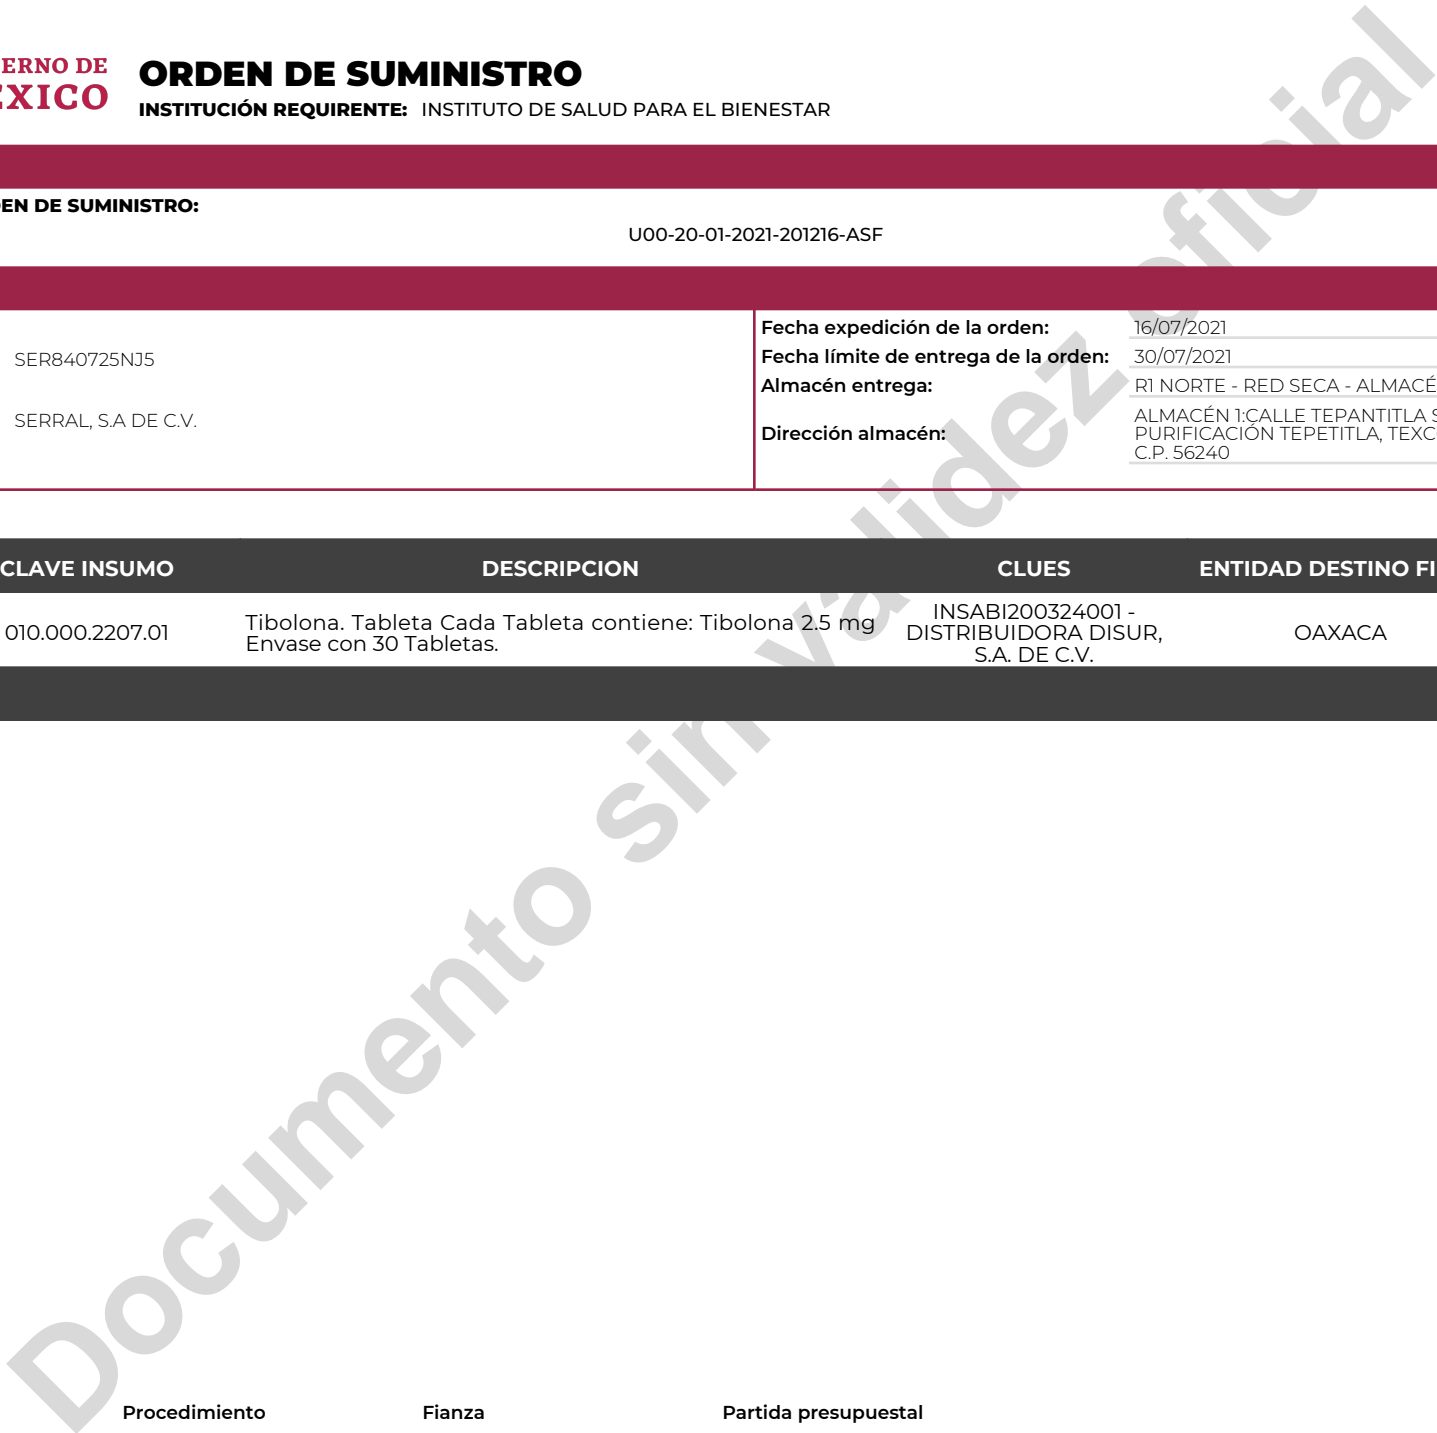 ERNO DE
EXICO
ORDEN DE SUMINISTRO
INSTITUCIÓN REQUIRENTE: INSTITUTO DE SALUD PARA EL BIENESTAR
EN DE SUMINISTRO:
U00-20-01-2021-201216-ASF
SER840725NJ5
SERRAL, S.A DE C.V.
Fecha expedición de la orden: 16/07/2021
Fecha límite de entrega de la orden: 30/07/2021
Almacén entrega: R1 NORTE - RED SECA - ALMACÉ
Dirección almacén:
ALMACÉN 1:CALLE TEPANTITLA S
PURIFICACIÓN TEPETITLA, TEXC
C.P. 56240
CLAVE INSUMO DESCRIPCION CLUES ENTIDAD DESTINO FI
010.000.2207.01
Tibolona. Tableta Cada Tableta contiene: Tibolona 2.5 mg
Envase con 30 Tabletas.
INSABI200324001 -
DISTRIBUIDORA DISUR,
S.A. DE C.V.
OAXACA
Documento sin validez oficial
Procedimiento Fianza Partida presupuestal